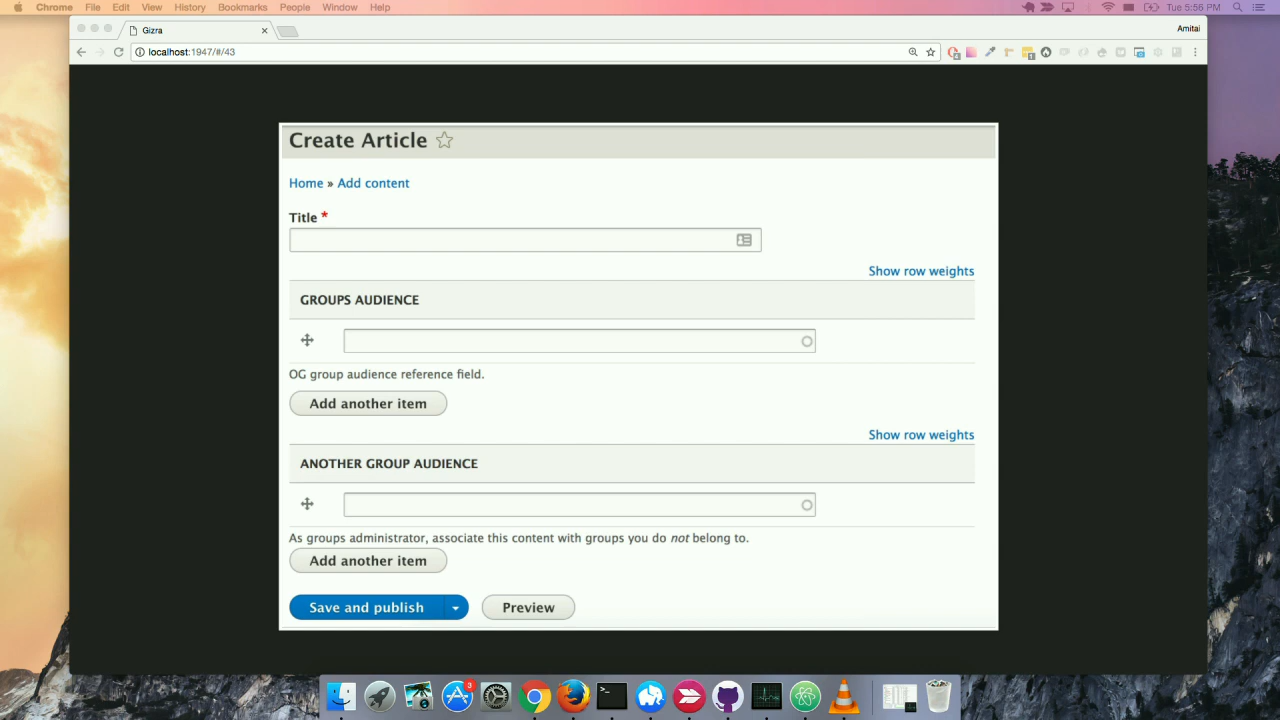 Chrome File Edit View History Bookmarks People Window Help Tue 5:56 PM
Gizra Amitai
localhost:1947/#/43
Create Article
Home » Add content
Title *
Show row weights
GROUPS AUDIENCE
OG group audience reference field.
Add another item
Show row weights
ANOTHER GROUP AUDIENCE
As groups administrator, associate this content with groups you do not belong to.
Add another item
Save and publish Preview
3